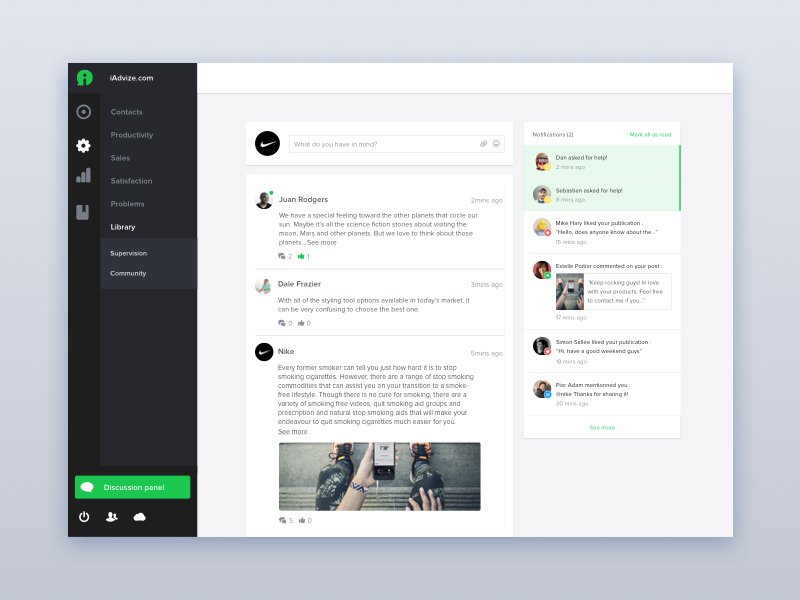 iAdvize.com
Contacts
Productivity
Sales
Satisfaction
Problems
Library
Supervision
Community
Discussion panel
What do you have in mind?
Juan Rodgers
2mins ago
We have a special feeling toward the other planets that circle our
sun. Maybe it's all the science fiction stories about visiting the
moon, Mars and other planets. But we love to think about those
planets... See more
2 1
Dale Frazier
3mins ago
With all of the styling tool options available in today's market, it
can be very confusing to choose the best one.
0 0
Nike
5mins ago
Every former smoker can tell you just how hard it is to stop
smoking cigarettes. However, there are a range of stop smoking
commodities that can assist you on your transition to a smoke-
free lifestyle. Though there is no cure for smoking, there are a
variety of smoking free videos, quit smoking aid groups and
prescription and natural stop smoking aids that will make your
endeavour to quit smoking cigarettes much easier for you.
See more
5 0
Notifications (2)
Mark all as read
Dan asked for help!
2 mins ago
Sebastien asked for help!
8 mins ago
Mike Hary liked your publication :
"Hello, does anyone know about the..."
15 mins ago
Estelle Poitier commented on your post :
"Keep rocking guys! In love
with your products. Feel free
to contact me if you..."
17 mins ago
Simon Sallée liked your publication :
"Hi, have a good weekend guys"
18 mins ago
Pior Adam mentionned you :
@nike Thanks for sharing it!
30 mins ago
See more